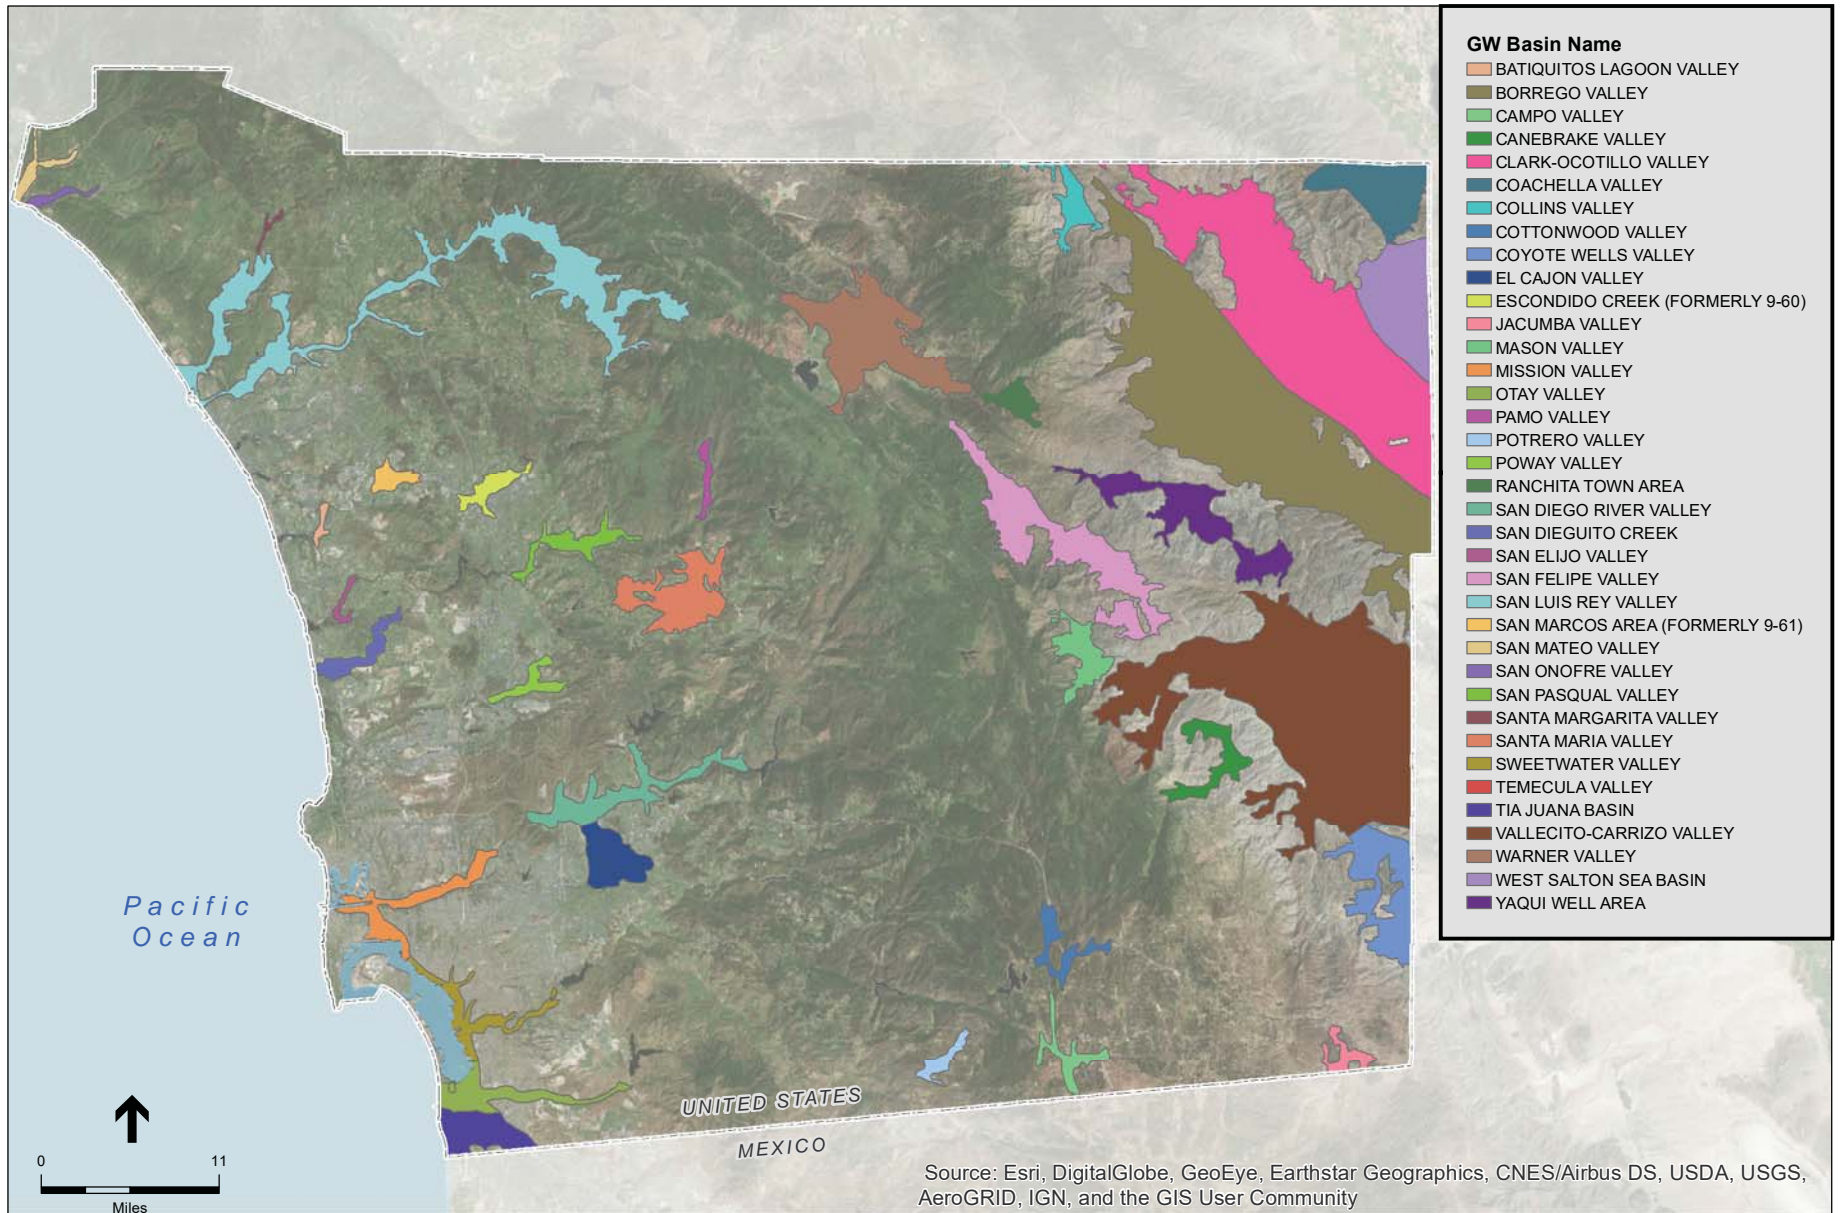 GW Basin Name
BATIQUITOS LAGOON VALLEY
BORREGO VALLEY
CAMPO VALLEY
CANEBRAKE VALLEY
CLARK-OCOTILLO VALLEY
COACHELLA VALLEY
COLLINS VALLEY
COTTONWOOD VALLEY
COYOTE WELLS VALLEY
EL CAJON VALLEY
ESCONDIDO CREEK (FORMERLY 9-60)
JACUMBA VALLEY
MASON VALLEY
MISSION VALLEY
OTAY VALLEY
PAMO VALLEY
POTRERO VALLEY
POWAY VALLEY
RANCHITA TOWN AREA
SAN DIEGO RIVER VALLEY
SAN DIEGUITO CREEK
SAN ELIJO VALLEY
SAN FELIPE VALLEY
SAN LUIS REY VALLEY
SAN MARCOS AREA (FORMERLY 9-61)
SAN MATEO VALLEY
SAN ONOFRE VALLEY
SAN PASQUAL VALLEY
SANTA MARGARITA VALLEY
SANTA MARIA VALLEY
SWEETWATER VALLEY
TEMECULA VALLEY
TIA JUANA BASIN
VALLECITO-CARRIZO VALLEY
WARNER VALLEY
WEST SALTON SEA BASIN
YAQUI WELL AREA
Pacific
Ocean
UNITED STATES
MEXICO
0 11
Miles
Source: Esri, DigitalGlobe, GeoEye, Earthstar Geographics, CNES/Airbus DS, USDA, USGS,
AeroGRID, IGN, and the GIS User Community